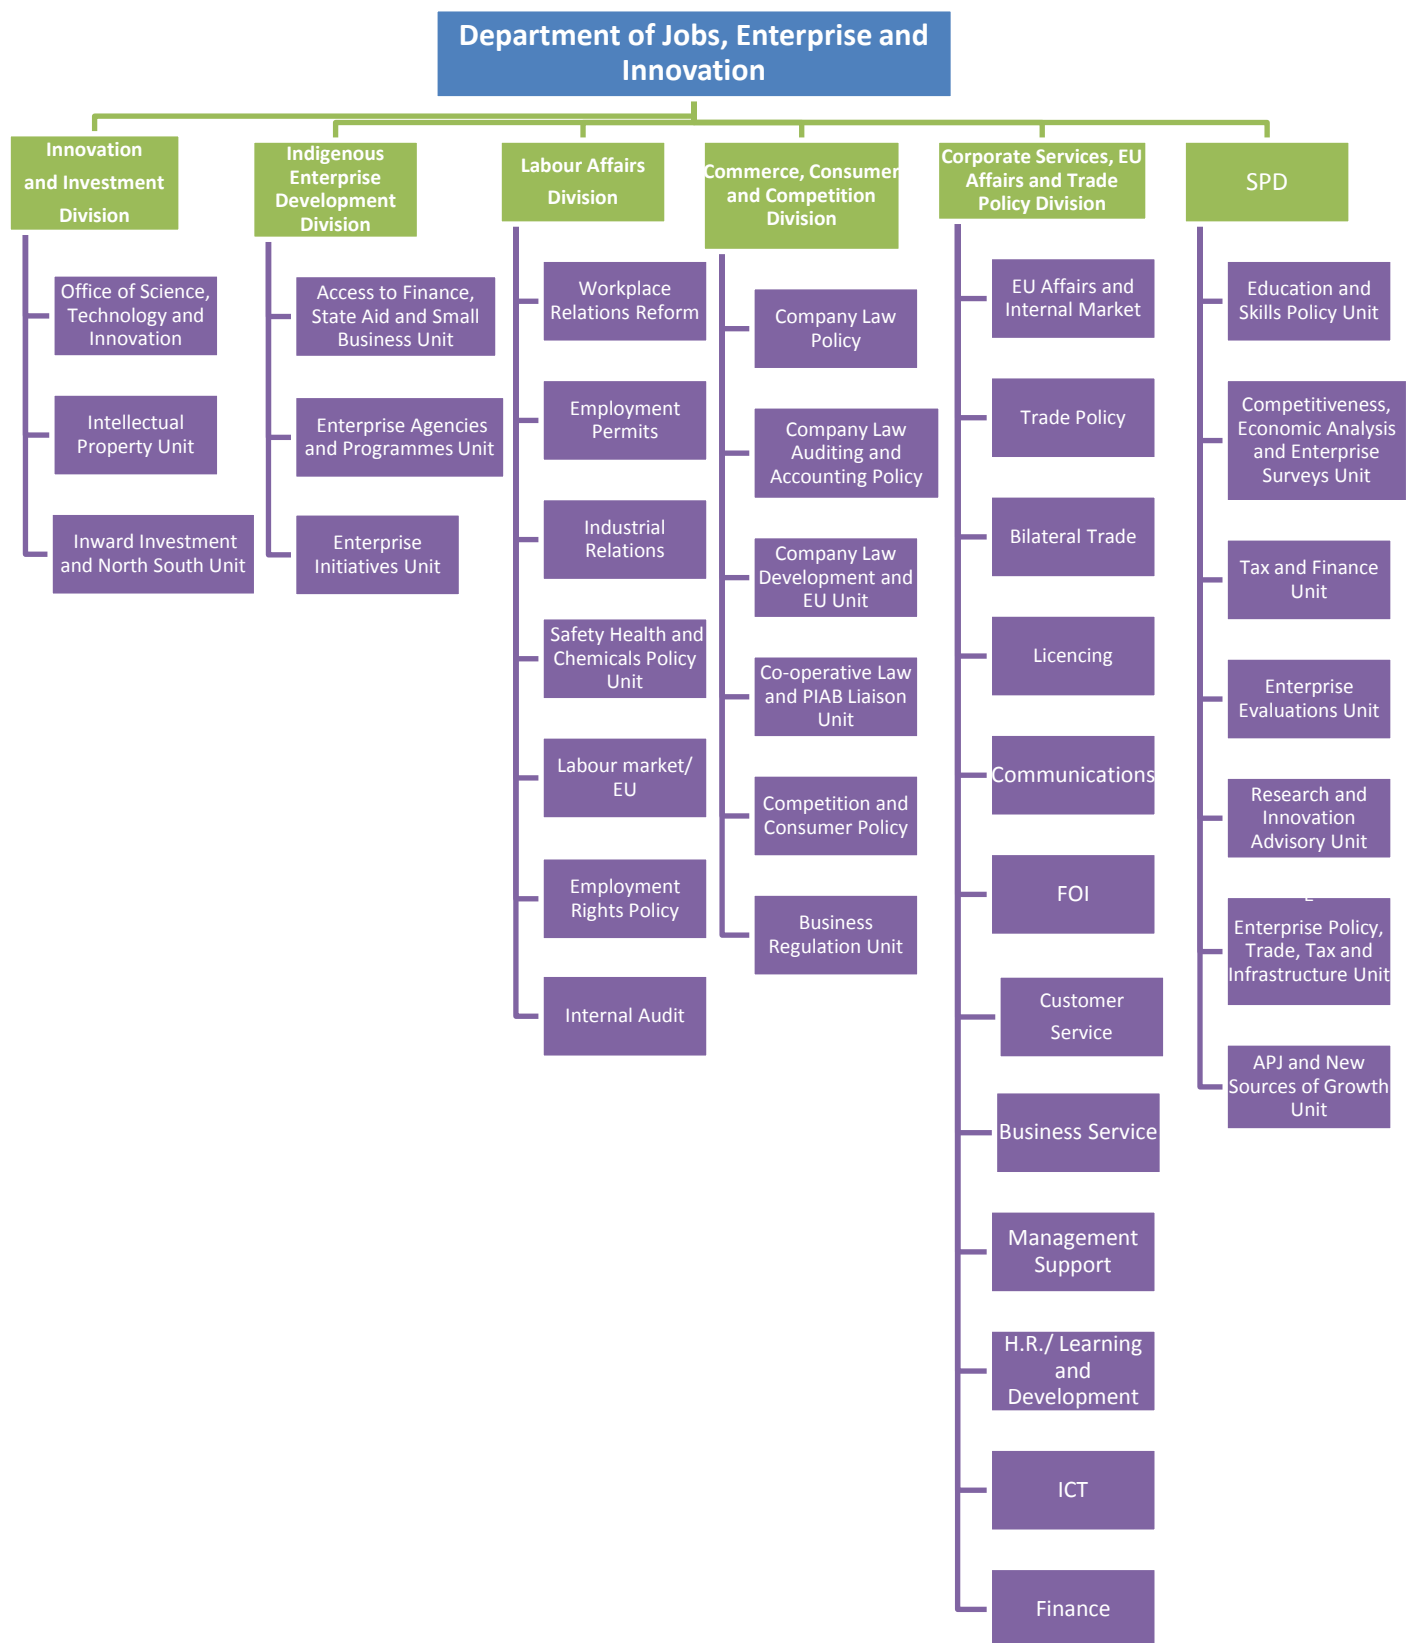 Department of Jobs, Enterprise and
Innovation
Innovation
and Investment
Division
Office of Science,
Technology and
Innovation
Intellectual
Property Unit
Inward Investment
and North South Unit
Indigenous
Enterprise
Development
Division
Access to Finance,
State Aid and Small
Business Unit
Enterprise Agencies
and Programmes Unit
Enterprise
Initiatives Unit
Labour Affairs
Division
Workplace
Relations Reform
Employment
Permits
Industrial
Relations
Safety Health and
Chemicals Policy
Unit
Labour market/
EU
Employment
Rights Policy
Internal Audit
Commerce, Consumer
and Competition
Division
Company Law
Policy
Company Law
Auditing and
Accounting Policy
Company Law
Development and
EU Unit
Co-operative Law
and PIAB Liaison
Unit
Competition and
Consumer Policy
Business
Regulation Unit
Corporate Services, EU
Affairs and Trade
Policy Division
EU Affairs and
Internal Market
Trade Policy
Bilateral Trade
Licencing
Communications
FOI
Customer
Service
Business Service
Management
Support
H.R./ Learning
and
Development
ICT
Finance
SPD
Education and
Skills Policy Unit
Competitiveness,
Economic Analysis
and Enterprise
Surveys Unit
Tax and Finance
Unit
Enterprise
Evaluations Unit
Research and
Innovation
Advisory Unit
Enterprise Policy,
Trade, Tax and
Infrastructure Unit
APJ and New
Sources of Growth
Unit